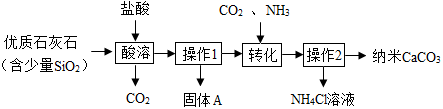 盐酸
CO₂ 、NH₃
优质石灰石
(含少量SiO₂)
酸溶
操作1
转化
操作2
纳米CaCO₃
CO₂
固体A
NH₄Cl溶液